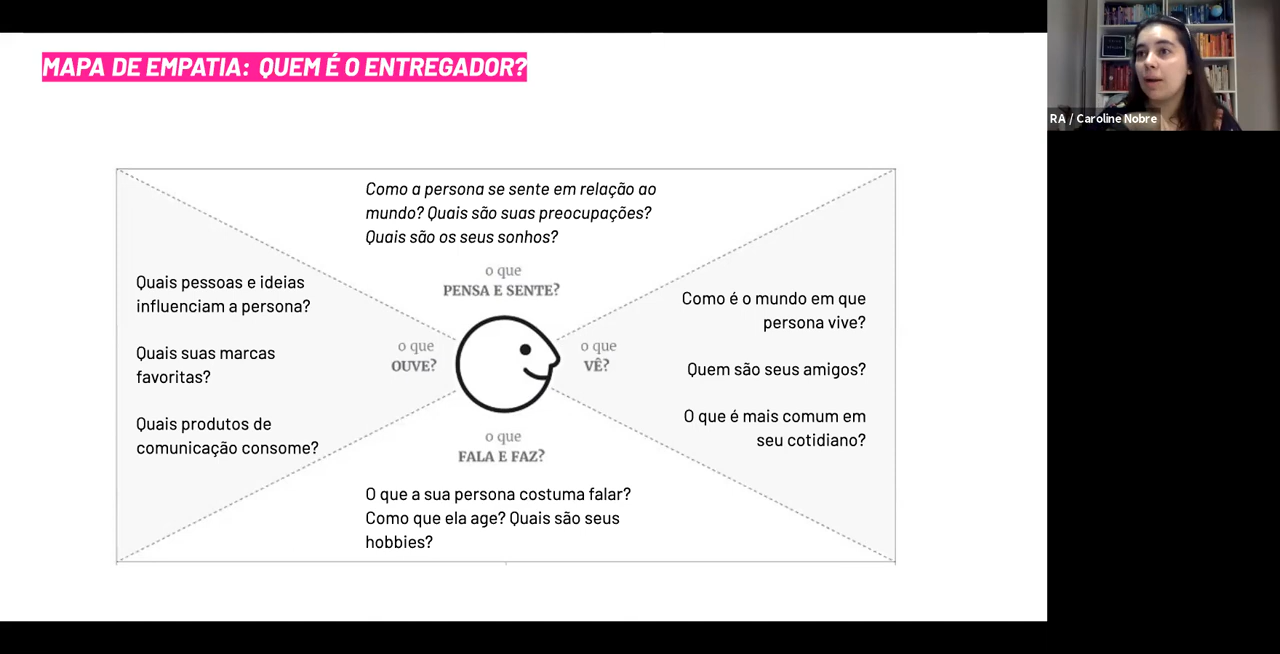 MAPA DE EMPATIA: QUEM É O ENTREGADOR?
RA / Caroline Nobre
Como a persona se sente em relação ao
mundo? Quais são suas preocupações?
Quais são os seus sonhos?
o que
PENSA E SENTE?
Quais pessoas e ideias
influenciam a persona?
Quais suas marcas
favoritas?
Quais produtos de
comunicação consome?
o que
OUVE?
o que
VÊ?
Como é o mundo em que
persona vive?
Quem são seus amigos?
O que é mais comum em
seu cotidiano?
o que
FALA E FAZ?
O que a sua persona costuma falar?
Como que ela age? Quais são seus
hobbies?